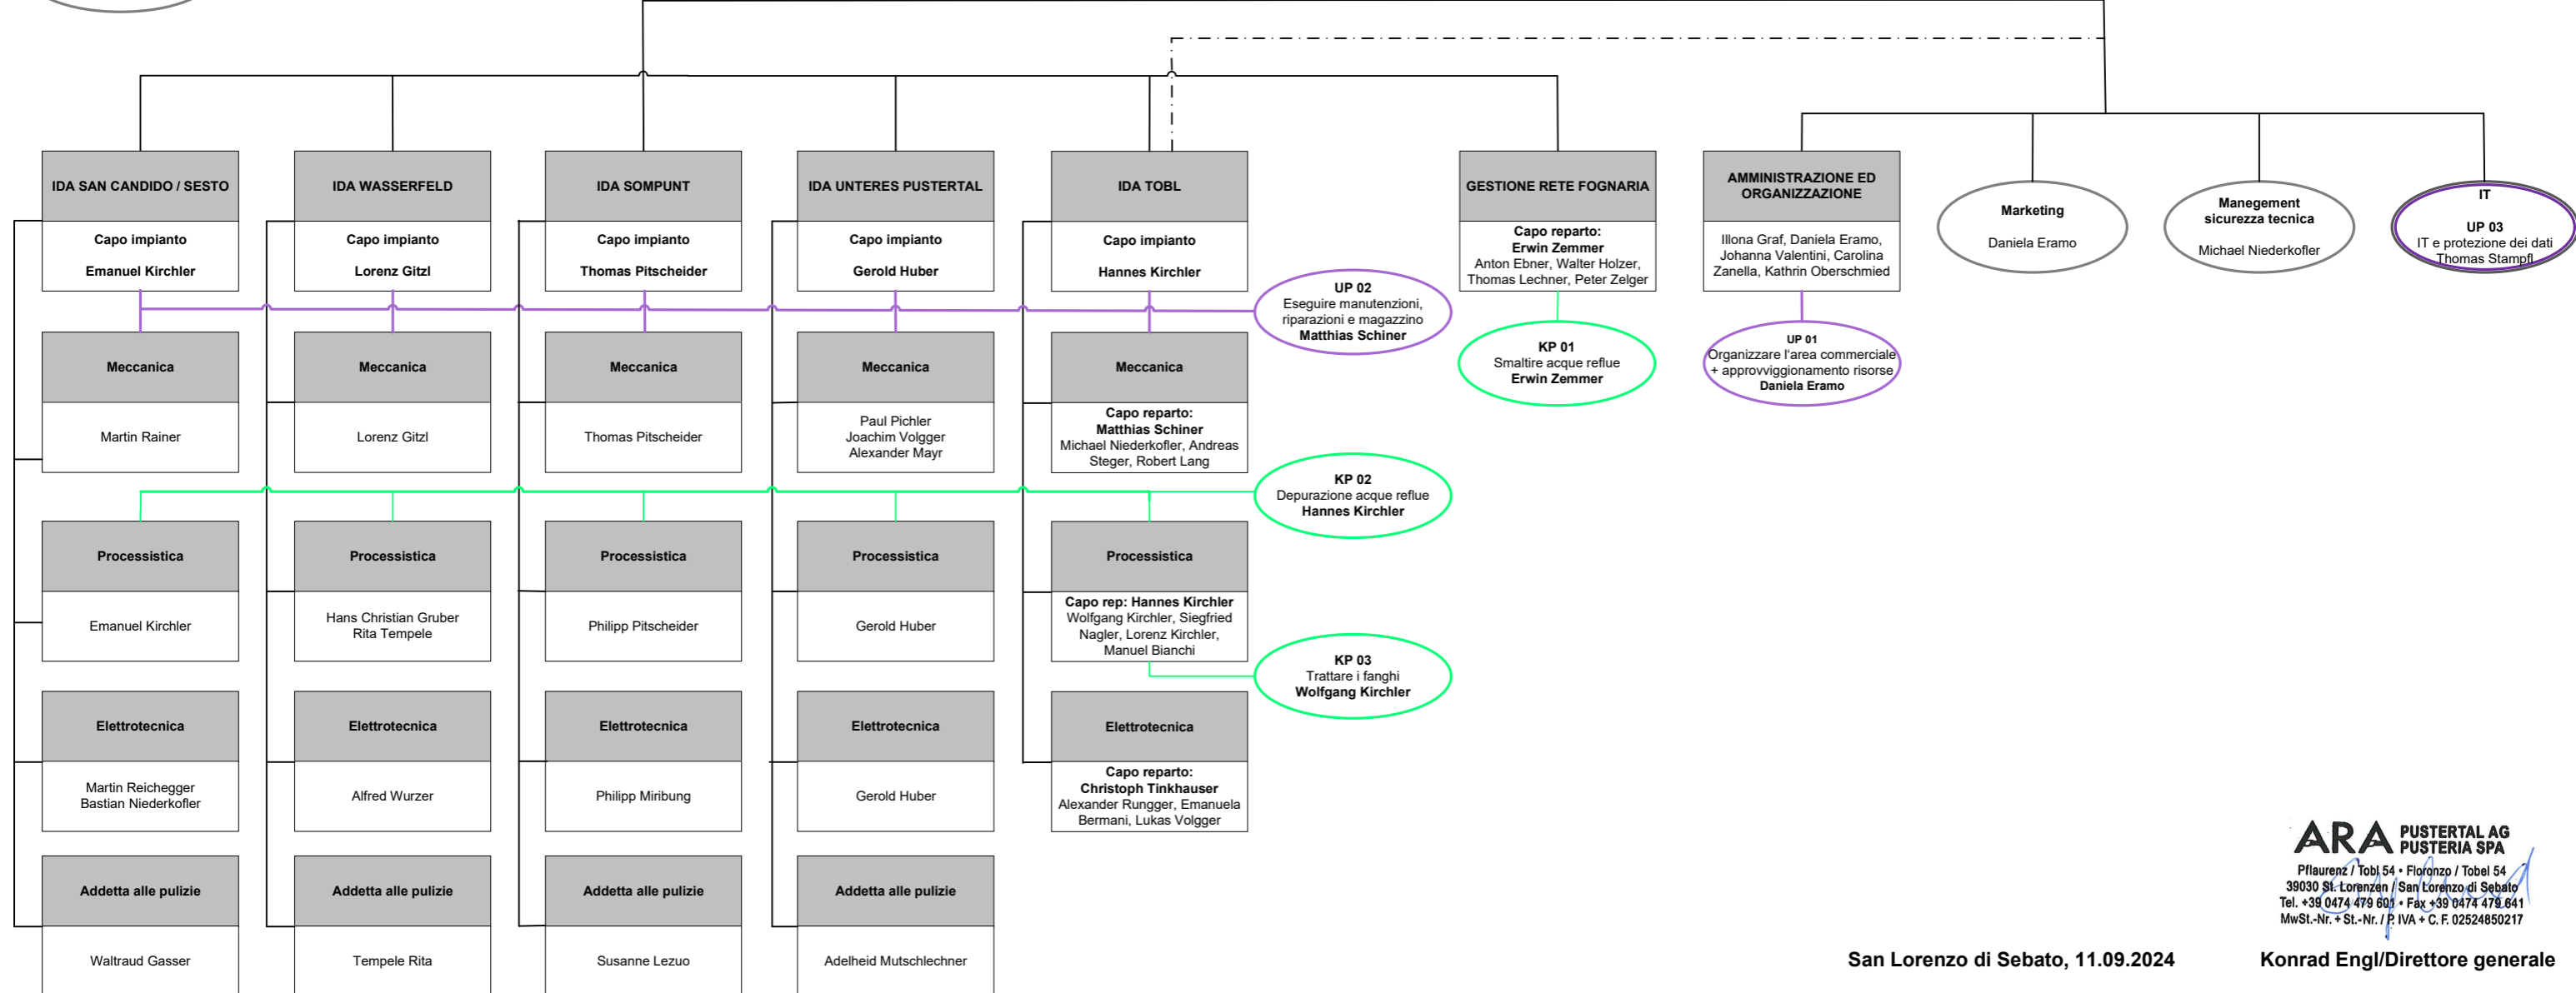 IDA SAN CANDIDO / SESTO
Capo impianto
Emanuel Kirchler
Meccanica
Martin Rainer
Processistica
Emanuel Kirchler
Elettrotecnica
Martin Reichegger
Bastian Niederkofler
Addetta alle pulizie
Waltraud Gasser
IDA WASSERFELD
Capo impianto
Lorenz Gitzl
Meccanica
Lorenz Gitzl
Processistica
Hans Christian Gruber
Rita Tempele
Elettrotecnica
Alfred Wurzer
Addetta alle pulizie
Tempele Rita
IDA SOMPUNT
Capo impianto
Thomas Pitscheider
Meccanica
Thomas Pitscheider
Processistica
Philipp Pitscheider
Elettrotecnica
Philipp Miribung
Addetta alle pulizie
Susanne Lezuo
IDA UNTERES PUSTERTAL
Capo impianto
Gerold Huber
Meccanica
Paul Pichler
Joachim Volgger
Alexander Mayr
Processistica
Gerold Huber
Elettrotecnica
Gerold Huber
Addetta alle pulizie
Adelheid Mutschlechner
IDA TOBL
Capo impianto
Hannes Kirchler
Meccanica
Capo reparto:
Matthias Schiner
Michael Niederkofler, Andreas
Steger, Robert Lang
Processistica
Capo rep: Hannes Kirchler
Wolfgang Kirchler, Siegfried
Nagler, Lorenz Kirchler,
Manuel Bianchi
Elettrotecnica
Capo reparto:
Christoph Tinkhauser
Alexander Rungger, Emanuela
Bermani, Lukas Volgger
UP 02
Eseguire manutenzioni,
riparazioni e magazzino
Matthias Schiner
KP 02
Depurazione acque reflue
Hannes Kirchler
KP 03
Trattare i fanghi
Wolfgang Kirchler
GESTIONE RETE FOGNARIA
Capo reparto:
Erwin Zemmer
Anton Ebner, Walter Holzer,
Thomas Lechner, Peter Zelger
KP 01
Smaltire acque reflue
Erwin Zemmer
AMMINISTRAZIONE ED
ORGANIZZAZIONE
Illona Graf, Daniela Eramo,
Johanna Valentini, Carolina
Zanella, Kathrin Oberschmied
UP 01
Organizzare l'area commerciale
+ approvviggionamento risorse
Daniela Eramo
Marketing
Daniela Eramo
Manegement
sicurezza tecnica
Michael Niederkofler
IT
UP 03
IT e protezione dei dati
Thomas Stampfl
ARA PUSTERTAL AG
PUSTERIA SPA
Pflaurenz / Tobl 54 • Floronzo / Tobel 54
39030 St. Lorenzen / San Lorenzo di Sebato
Tel. +39 0474 479 601 • Fax +39 0474 479 641
MwSt.-Nr. + St.-Nr. / P. IVA + C. F. 02524850217
San Lorenzo di Sebato, 11.09.2024
Konrad Engl/Direttore generale